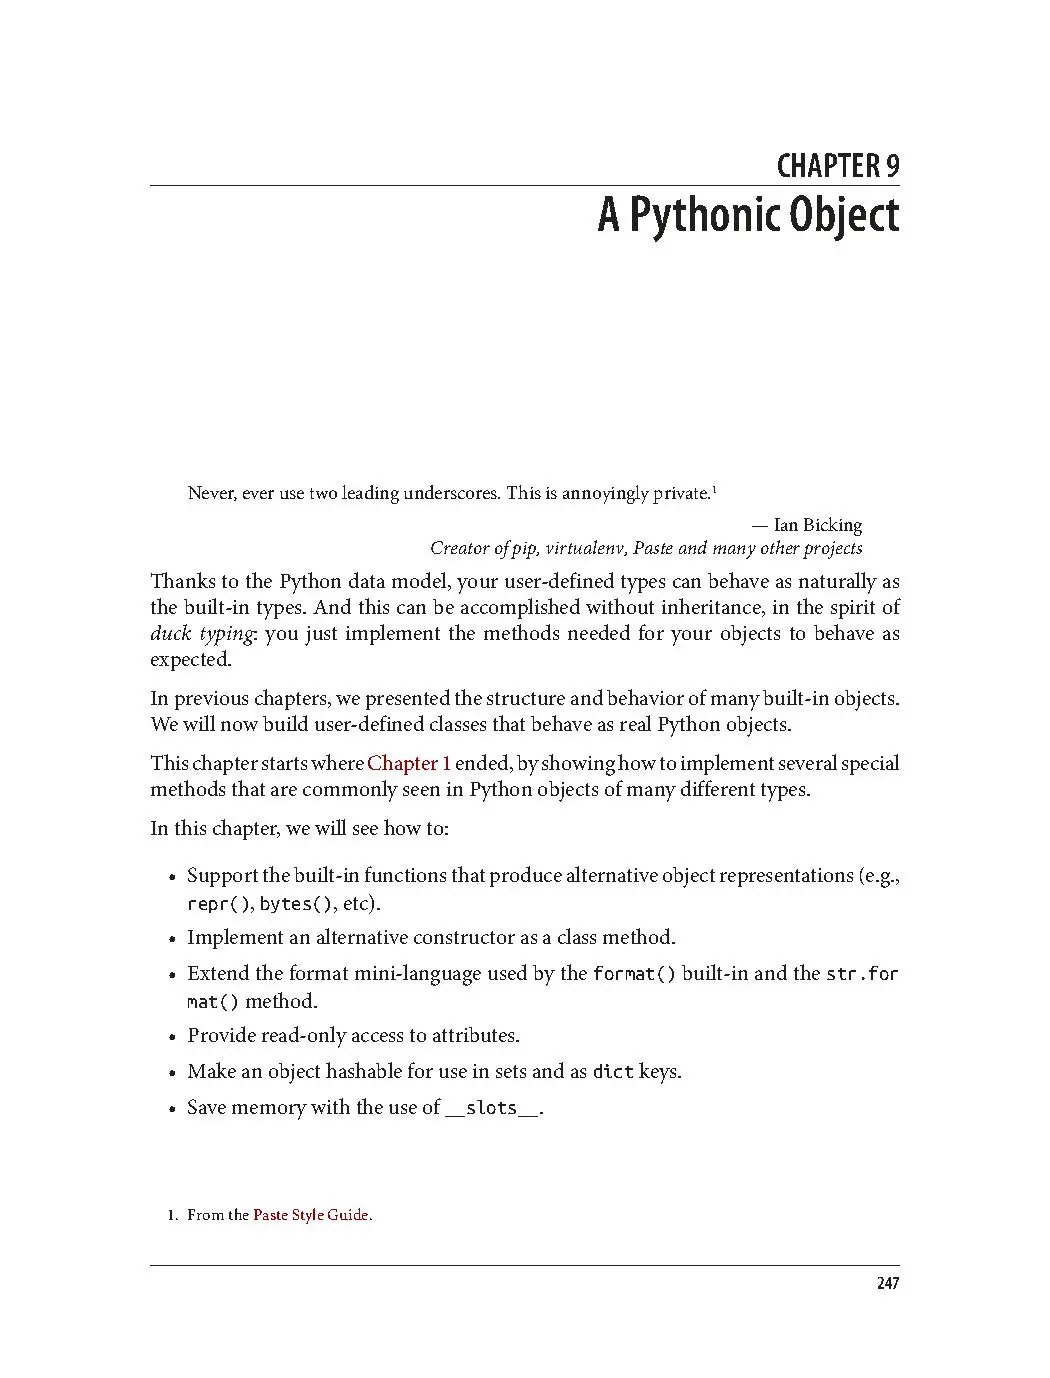 CHAPTER 9
A Pythonic Object
Never, ever use two leading underscores. This is annoyingly private.1
— Ian Bicking
Creator of pip, virtualenv, Paste and many other projects
Thanks to the Python data model, your user-defined types can behave as naturally as
the built-in types. And this can be accomplished without inheritance, in the spirit of
duck typing: you just implement the methods needed for your objects to behave as
expected.
In previous chapters, we presented the structure and behavior of many built-in objects.
We will now build user-defined classes that behave as real Python objects.
This chapter starts where Chapter 1 ended, by showing how to implement several special
methods that are commonly seen in Python objects of many different types.
In this chapter, we will see how to:
• Support the built-in functions that produce alternative object representations (e.g.,
repr(), bytes(), etc).
• Implement an alternative constructor as a class method.
• Extend the format mini-language used by the format() built-in and the str.for
mat() method.
• Provide read-only access to attributes.
• Make an object hashable for use in sets and as dict keys.
• Save memory with the use of __slots__.
1. From the Paste Style Guide.
247